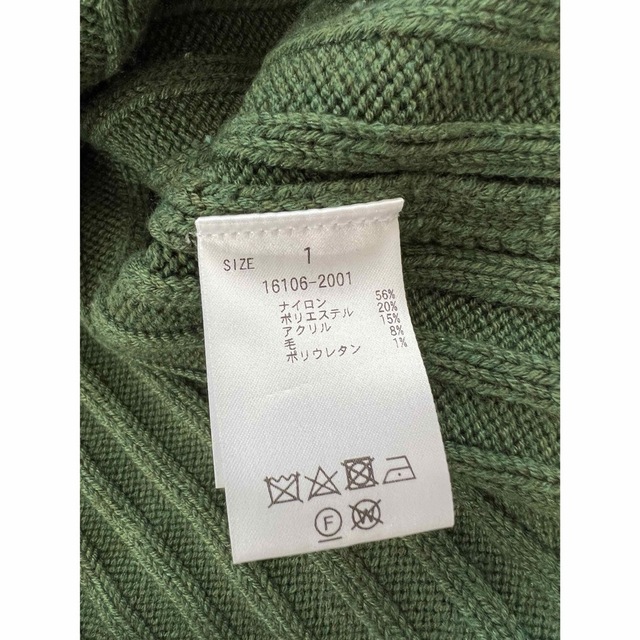 SIZE 1
16106-2001
ナイロン 56%
ポリエステル 20%
アクリル 15%
毛 8%
ポリウレタン 1%
F W